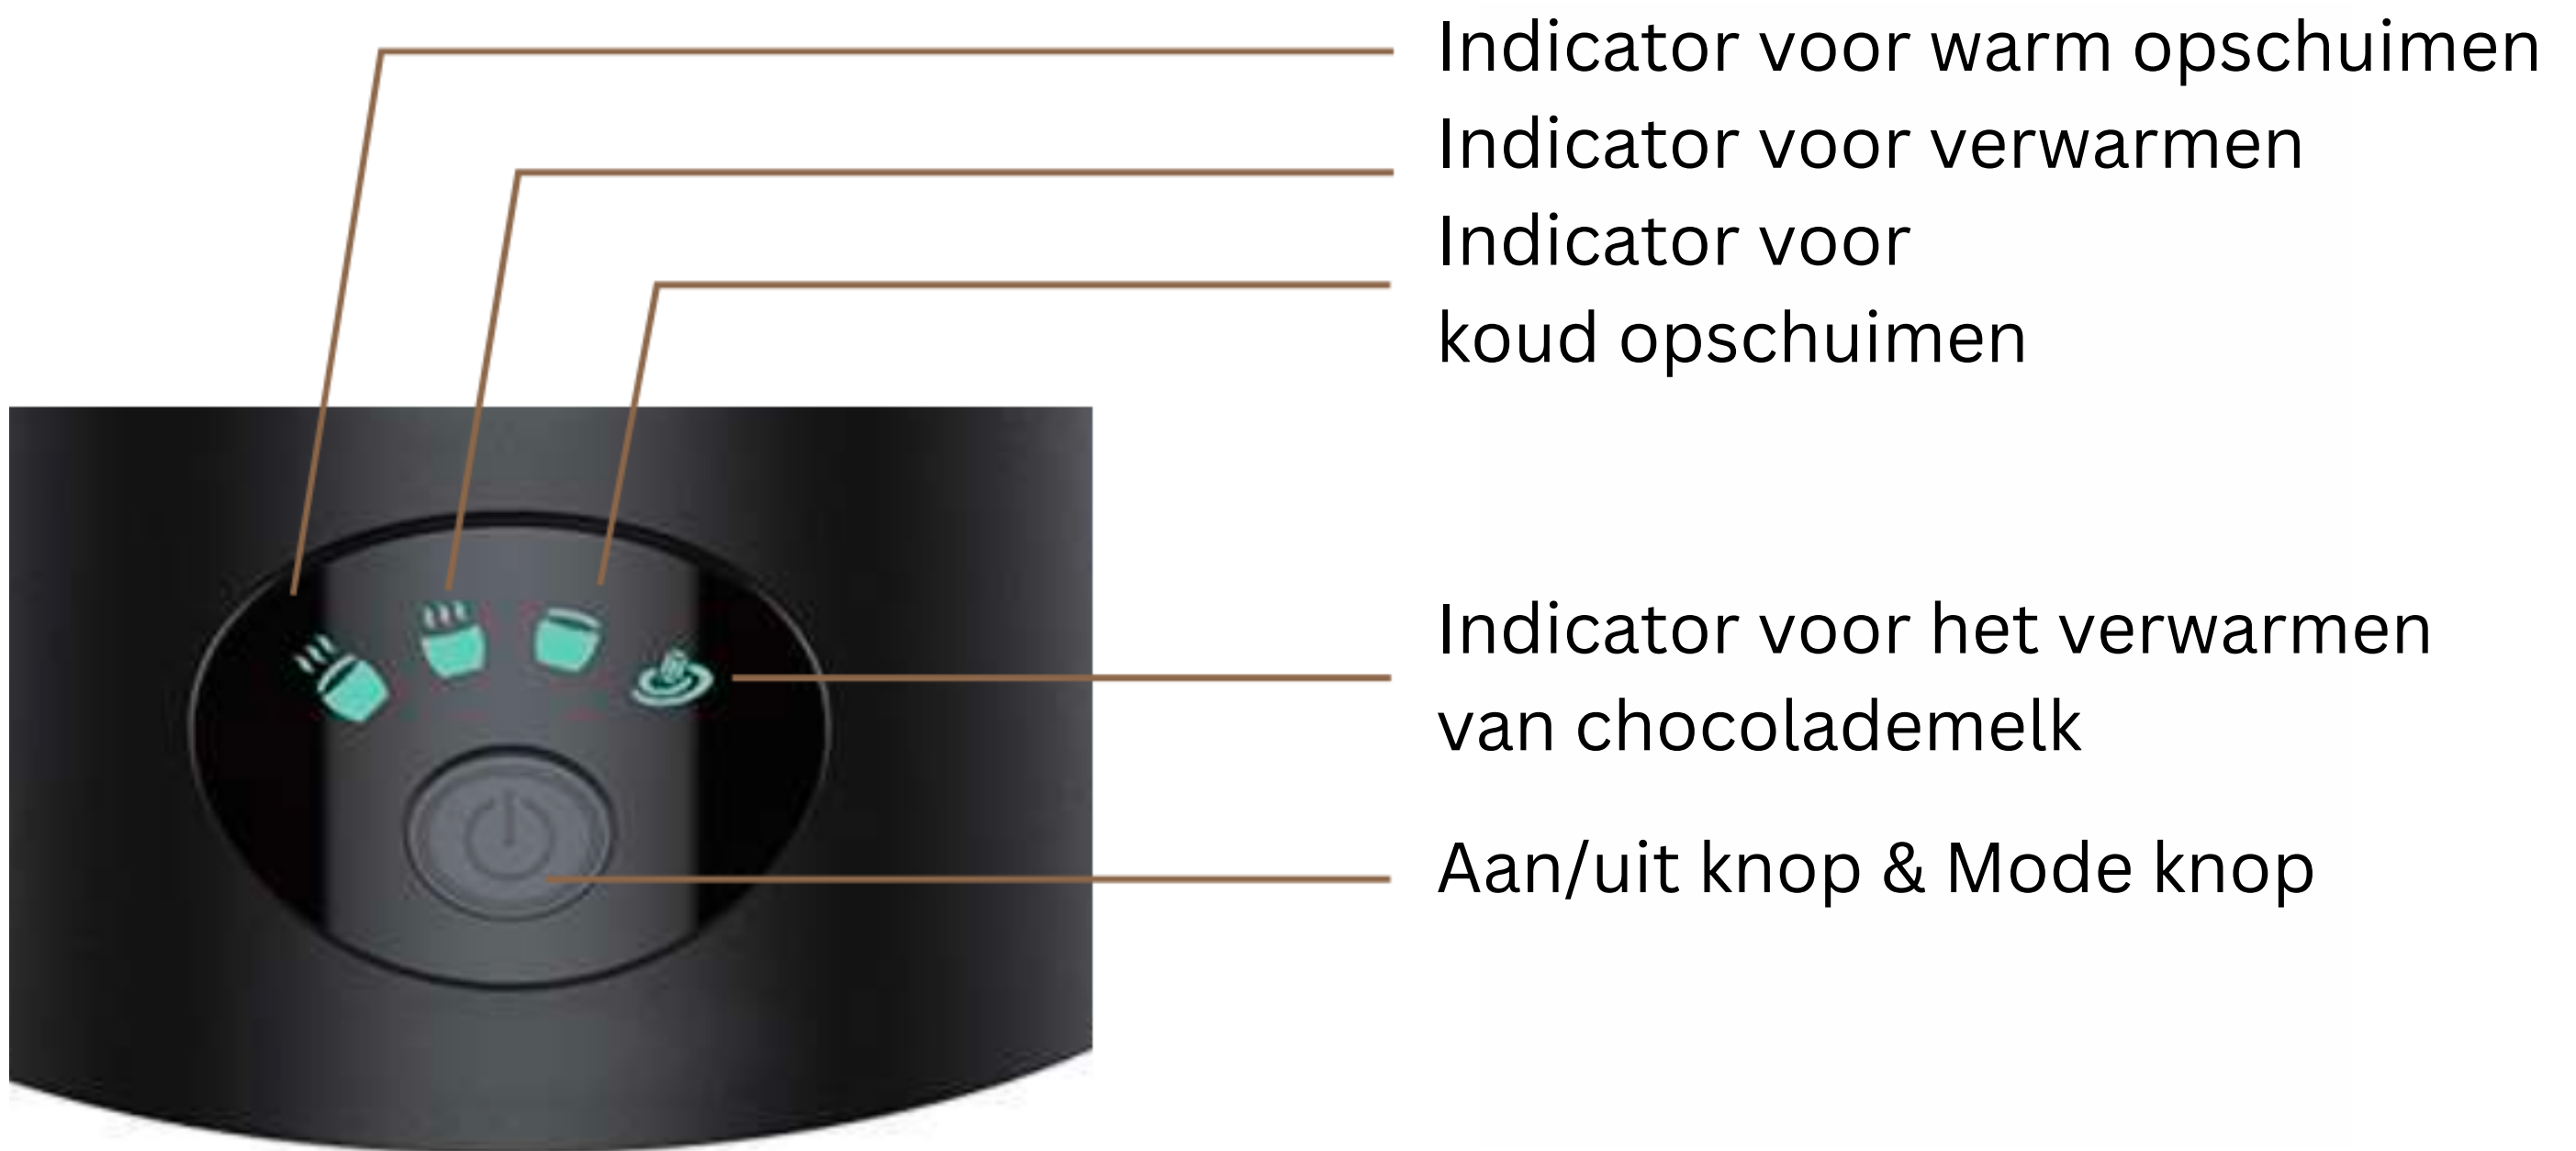 Indicator voor warm opschuimen
Indicator voor verwarmen
Indicator voor
koud opschuimen
Indicator voor het verwarmen
van chocolademelk
Aan/uit knop & Mode knop